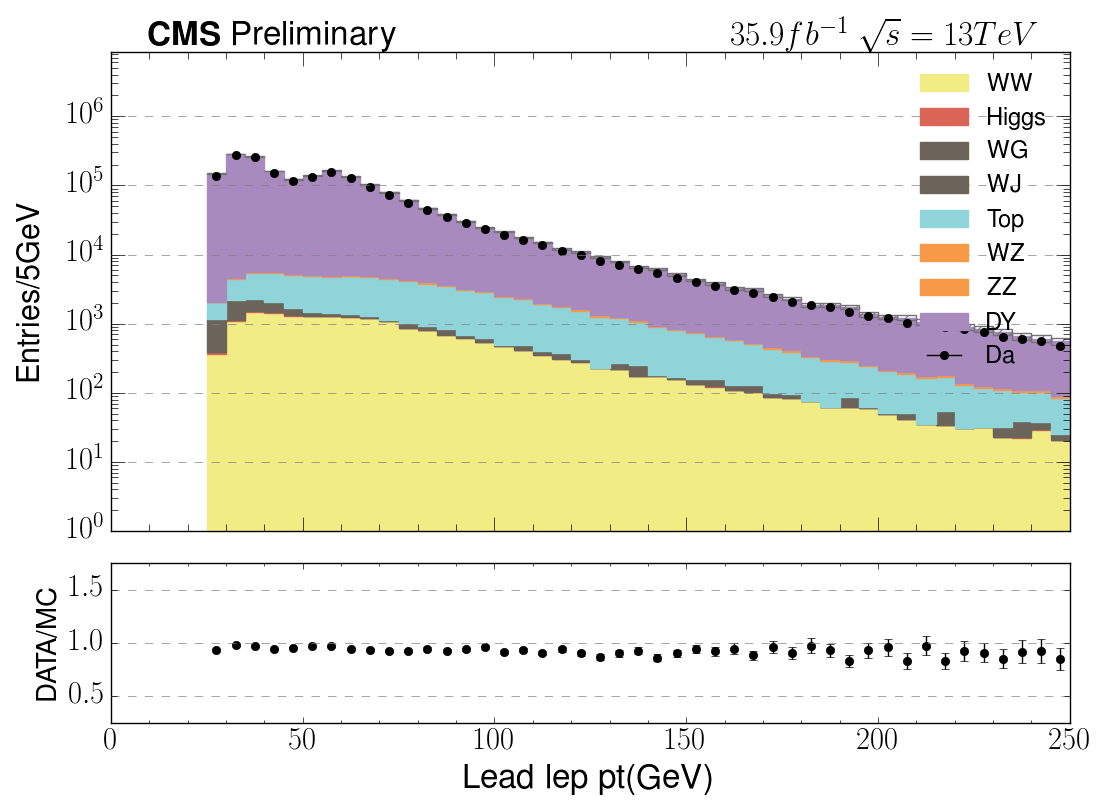 CMS Preliminary 35.9fb⁻¹ √s = 13TeV
WW
Higgs
WG
WJ
Top
WZ
ZZ
DY
Da
Entries/5GeV
10⁶
10⁵
10⁴
10³
10²
10¹
10⁰
DATA/MC
1.5
1.0
0.5
0 50 100 150 200 250
Lead lep pt(GeV)